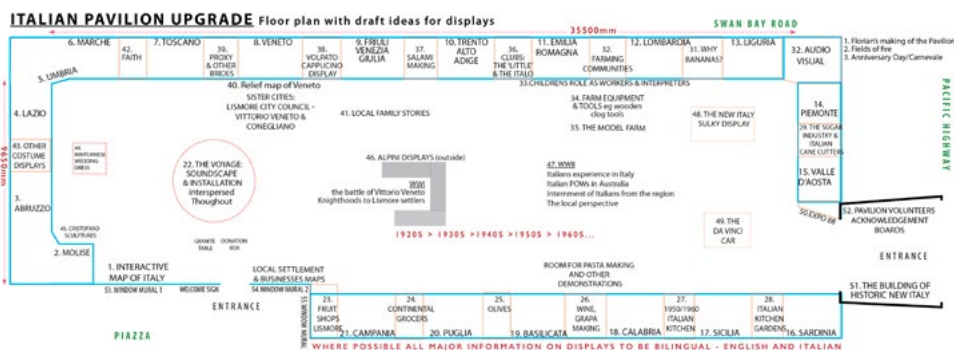 ITALIAN PAVILION UPGRADE Floor plan with draft ideas for displays
SWAN BAY ROAD
35500mm
6. MARCHE
42.
FAITH
7. TOSCANO
39.
PROXY
& OTHER
BRIDES
8. VENETO
38.
VOLPATO
CAPPUCINO
DISPLAY
9. FRIULI
VENEZIA
GIULIA
37.
SALAMI
MAKING
10. TRENTO
ALTO
ADIGE
36.
CLUBS:
THE 'LITTLE'
& THE ITALO
11. EMILIA
ROMAGNA
32.
FARMING
COMMUNITIES
12. LOMBARDIA
31. WHY
BANANAS?
13. LIGURIA
32. AUDIO
VISUAL
1. Florian's making of the Pavilion
2. Fields of fire
3. Anniversary Day/Carnevale
5. UMBRIA
4. LAZIO
43. OTHER
COSTUME
DISPLAYS
9650mm
3.
ABRUZZO
44.
WEDDING
DRESS
45. CRISTOFARO
SCULPTURES
2. MOLISE
40. Relief map of Veneto
SISTER CITIES:
LISMORE CITY COUNCIL -
VITTORIO VENETO &
CONEGLIANO
41. LOCAL FAMILY STORIES
33.CHILDRENS ROLE AS WORKERS & INTERPRETERS
34. FARM EQUIPMENT
& TOOLS eg wooden
clog tools
35. THE MODEL FARM
48. THE NEW ITALY
SULKY DISPLAY
14.
PIEMONTE
29. THE SUGAR
INDUSTRY &
ITALIAN
CANE CUTTERS
15. VALLE
D'AOSTA
PACIFIC HIGHWAY
22. THE VOYAGE:
SOUNDSCAPE
& INSTALLATION
interspersed
Thoughout
46. ALPINI DISPLAYS (outside)
WWI
the battle of Vittorio Veneto
Knighthoods to Lismore settlers
47. WWII
Italians experience in Italy
Italian POWs in Australia
Internment of Italians from the region
The local perspective
1920S > 1930S >1940S >1950S > 1960S...
49. THE
DA VINCI
CAR
50. EXPO 88
52. PAVILION VOLUNTEERS
ACKNOWLEDGEMENT
BOARDS
ENTRANCE
51. THE BUILDING OF
HISTORIC NEW ITALY
GRANITE
TABLE
DONATION
BOX
1. INTERACTIVE
MAP OF ITALY
53. WINDOW MURAL 1
WELCOME SIGN
LOCAL SETTLEMENT
& BUSINESSES MAPS
54. WINDOW MURAL 2
ENTRANCE
55. WINDOW MURAL
ROOM FOR PASTA MAKING
AND OTHER
DEMONSTRATIONS
PIAZZA
23.
FRUIT
SHOPS
LISMORE
21. CAMPANIA
24.
CONTINENTAL
GROCERS
20. PUGLIA
25.
OLIVES
19. BASILICATA
26.
WINE,
GRAPA
MAKING
18. CALABRIA
27.
1950/1960
ITALIAN
KITCHEN
17. SICILIA
28.
ITALIAN
KITCHEN
GARDENS
16. SARDINIA
WHERE POSSIBLE ALL MAJOR INFORMATION ON DISPLAYS TO BE BILINGUAL - ENGLISH AND ITALIAN